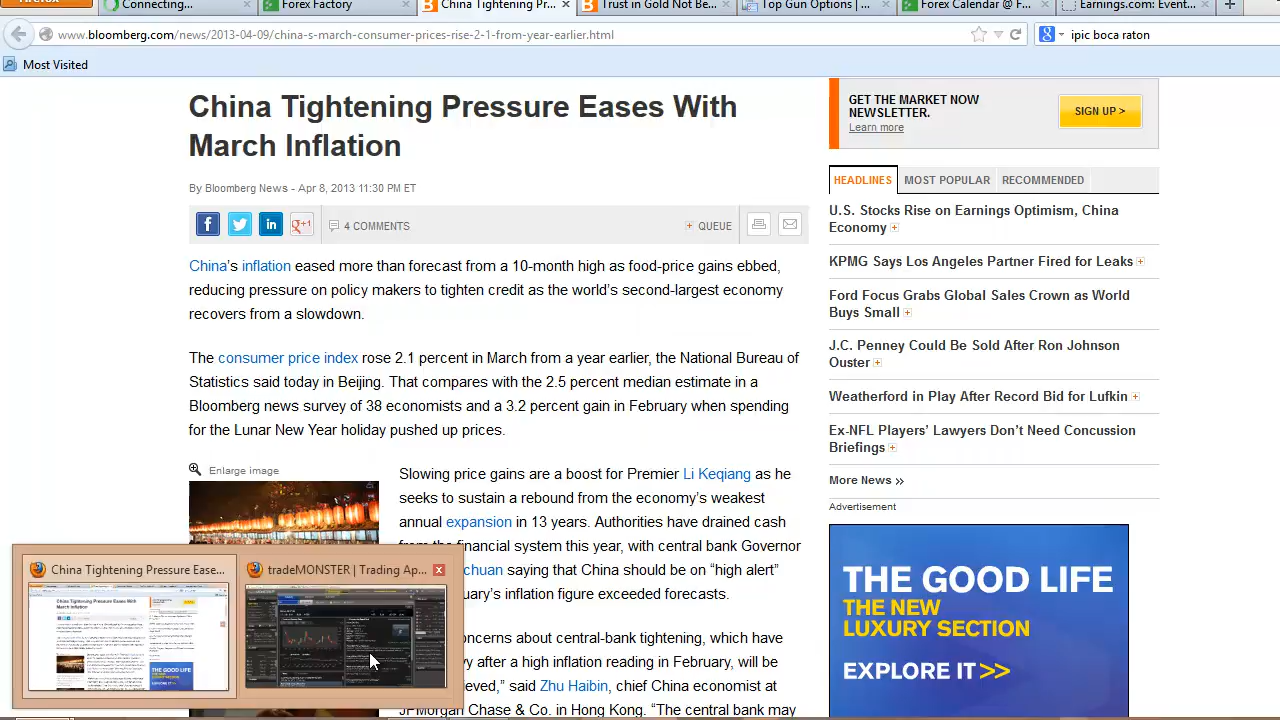 Connecting...
Forex Factory
China Tightening Pr...
Trust in Gold Not Be...
Top Gun Options | ...
Forex Calendar @ F...
Earnings.com: Event...
www.bloomberg.com/news/2013-04-09/china-s-march-consumer-prices-rise-2-1-from-year-earlier.html
ipic boca raton
Most Visited
China Tightening Pressure Eases With
March Inflation
By Bloomberg News - Apr 8, 2013 11:30 PM ET
4 COMMENTS
QUEUE
China's inflation eased more than forecast from a 10-month high as food-price gains ebbed,
reducing pressure on policy makers to tighten credit as the world's second-largest economy
recovers from a slowdown.
The consumer price index rose 2.1 percent in March from a year earlier, the National Bureau of
Statistics said today in Beijing. That compares with the 2.5 percent median estimate in a
Bloomberg news survey of 38 economists and a 3.2 percent gain in February when spending
for the Lunar New Year holiday pushed up prices.
Enlarge image
Slowing price gains are a boost for Premier Li Keqiang as he
seeks to sustain a rebound from the economy's weakest
annual expansion in 13 years. Authorities have drained cash
financial system this year, with central bank Governor
chuan saying that China should be on "high alert"
uary's inflation figure exceeded forecasts.
about central-bank tightening, which have
after a high inflation reading in February, will be
eyed," said Zhu Haibin, chief China economist at
JPMorgan Chase & Co. in Hong Kong. "The central bank may
GET THE MARKET NOW
NEWSLETTER.
Learn more
SIGN UP >
HEADLINES
MOST POPULAR
RECOMMENDED
U.S. Stocks Rise on Earnings Optimism, China
Economy
KPMG Says Los Angeles Partner Fired for Leaks
Ford Focus Grabs Global Sales Crown as World
Buys Small
J.C. Penney Could Be Sold After Ron Johnson
Ouster
Weatherford in Play After Record Bid for Lufkin
Ex-NFL Players' Lawyers Don't Need Concussion
Briefings
More News »
Advertisement
THE GOOD LIFE
THE NEW
LUXURY SECTION
EXPLORE IT >>
China Tightening Pressure Ease...
tradeMONSTER | Trading Ap...